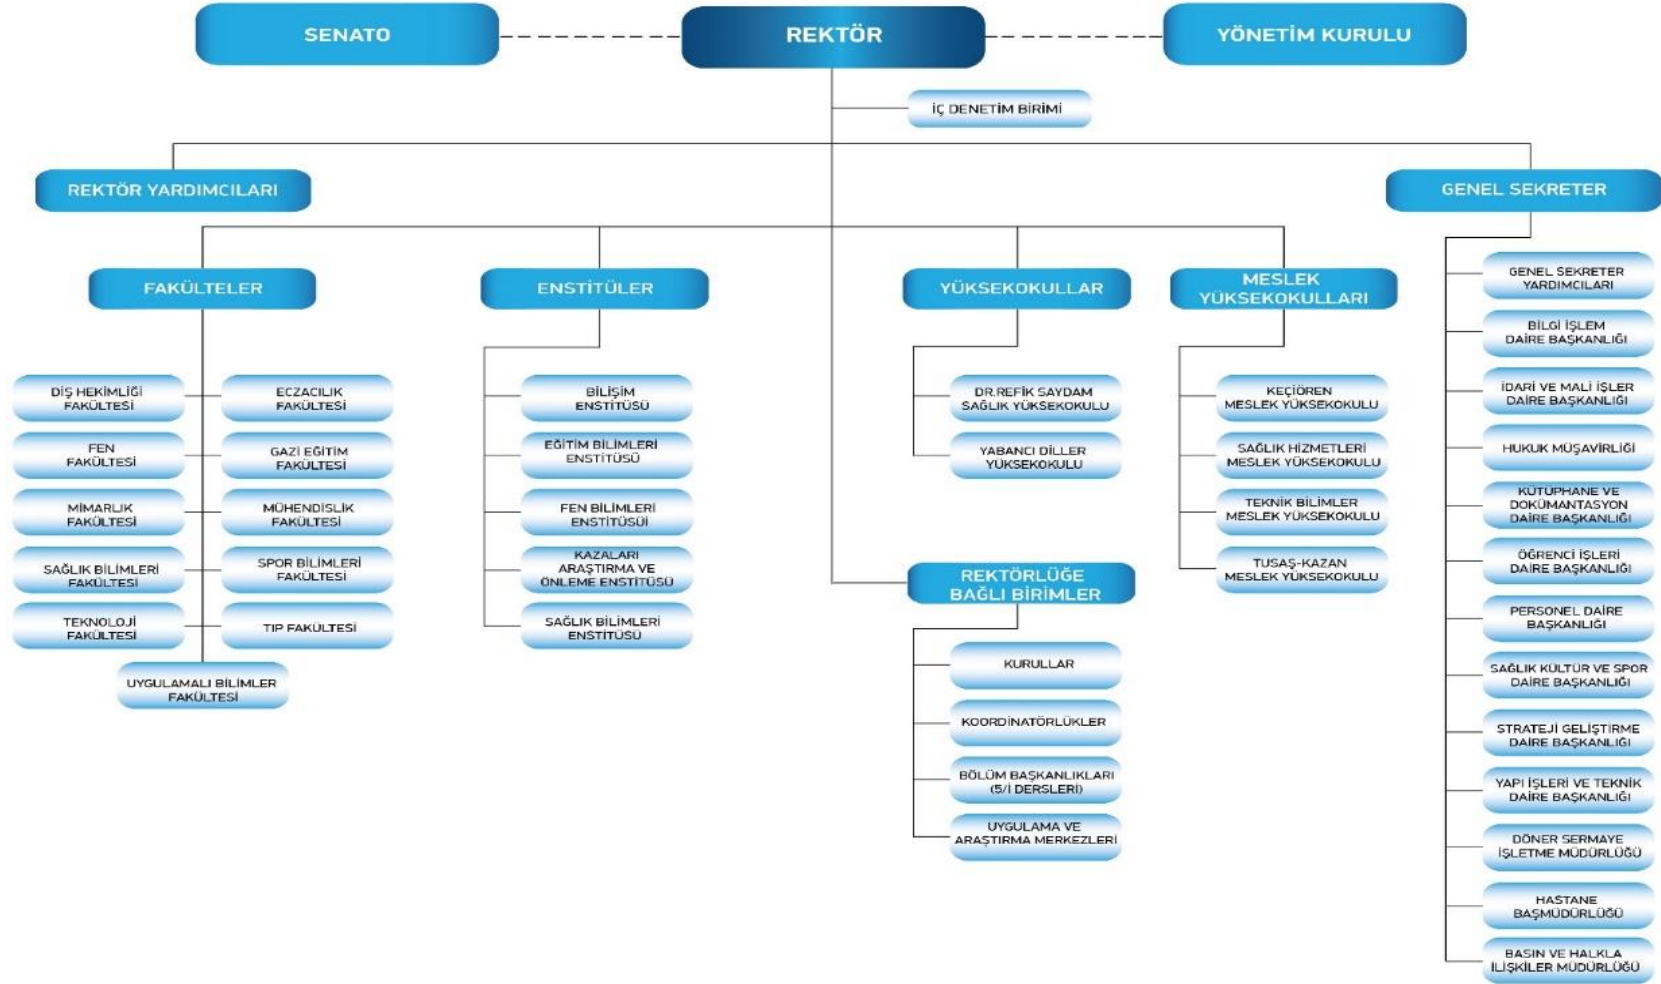 SENATO
REKTÖR
YÖNETİM KURULU
İÇ DENETİM BİRİMİ
REKTÖR YARDIMCILARI
GENEL SEKRETER
FAKÜLTELER
DİŞ HEKİMLİĞİ
FAKÜLTESİ
ECZACILIK
FAKÜLTESİ
FEN
FAKÜLTESİ
GAZİ EĞİTİM
FAKÜLTESİ
MİMARLIK
FAKÜLTESİ
MÜHENDİSLİK
FAKÜLTESİ
SAĞLIK BİLİMLERİ
FAKÜLTESİ
SPOR BİLİMLERİ
FAKÜLTESİ
TEKNOLOJİ
FAKÜLTESİ
TIP FAKÜLTESİ
UYGULAMALI BİLİMLER
FAKÜLTESİ
ENSTİTÜLER
BİLİŞİM
ENSTİTÜSÜ
EĞİTİM BİLİMLERİ
ENSTİTÜSÜ
FEN BİLİMLERİ
ENSTİTÜSÜİ
KAZALARI
ARAŞTIRMA VE
ÖNLEME ENSTİTÜSÜ
SAĞLIK BİLİMLERİ
ENSTİTÜSÜ
YÜKSEKOKULLAR
DR.REFİK SAYDAM
SAĞLIK YÜKSEKOKULU
YABANCI DİLLER
YÜKSEKOKULU
MESLEK
YÜKSEKOKULLARI
KEÇİÖREN
MESLEK YÜKSEKOKULU
SAĞLIK HİZMETLERİ
MESLEK YÜKSEKOKULU
TEKNİK BİLİMLER
MESLEK YÜKSEKOKULU
TUSAŞ-KAZAN
MESLEK YÜKSEKOKULU
REKTÖRLÜĞE
BAĞLI BİRİMLER
KURULLAR
KOORDİNATÖRLÜKLER
BÖLÜM BAŞKANLIKLARI
(5/İ DERSLERİ)
UYGULAMA VE
ARAŞTIRMA MERKEZLERİ
GENEL SEKRETER
YARDIMCILARI
BİLGİ İŞLEM
DAİRE BAŞKANLIĞI
İDARİ VE MALİ İŞLER
DAİRE BAŞKANLIĞI
HUKUK MÜŞAVİRLİĞİ
KÜTÜPHANE VE
DOKÜMANTASYON
DAİRE BAŞKANLIĞI
ÖĞRENCİ İŞLERİ
DAİRE BAŞKANLIĞI
PERSONEL DAİRE
BAŞKANLIĞI
SAĞLIK KÜLTÜR VE SPOR
DAİRE BAŞKANLIĞI
STRATEJİ GELİŞTİRME
DAİRE BAŞKANLIĞI
YAPI İŞLERİ VE TEKNİK
DAİRE BAŞKANLIĞI
DÖNER SERMAYE
İŞLETME MÜDÜRLÜĞÜ
HASTANE
BAŞMÜDÜRLÜĞÜ
BASIN VE HALKLA
İLİŞKİLER MÜDÜRLÜĞÜ